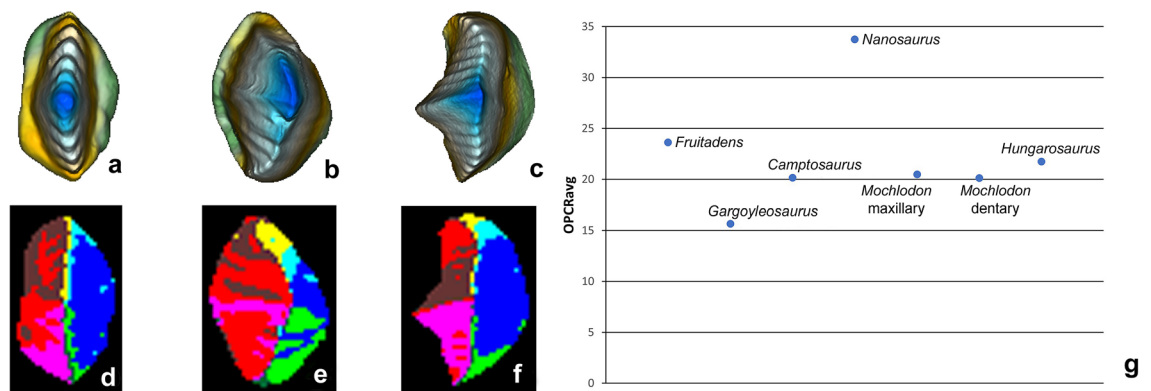 a
b
c
d
e
f
35
30
25
20
15
10
5
0
OPCRavg
Nanosaurus
Fruitadens
Hungarosaurus
Camptosaurus
Mochlodon
maxillary
Mochlodon
dentary
Gargoyleosaurus
g